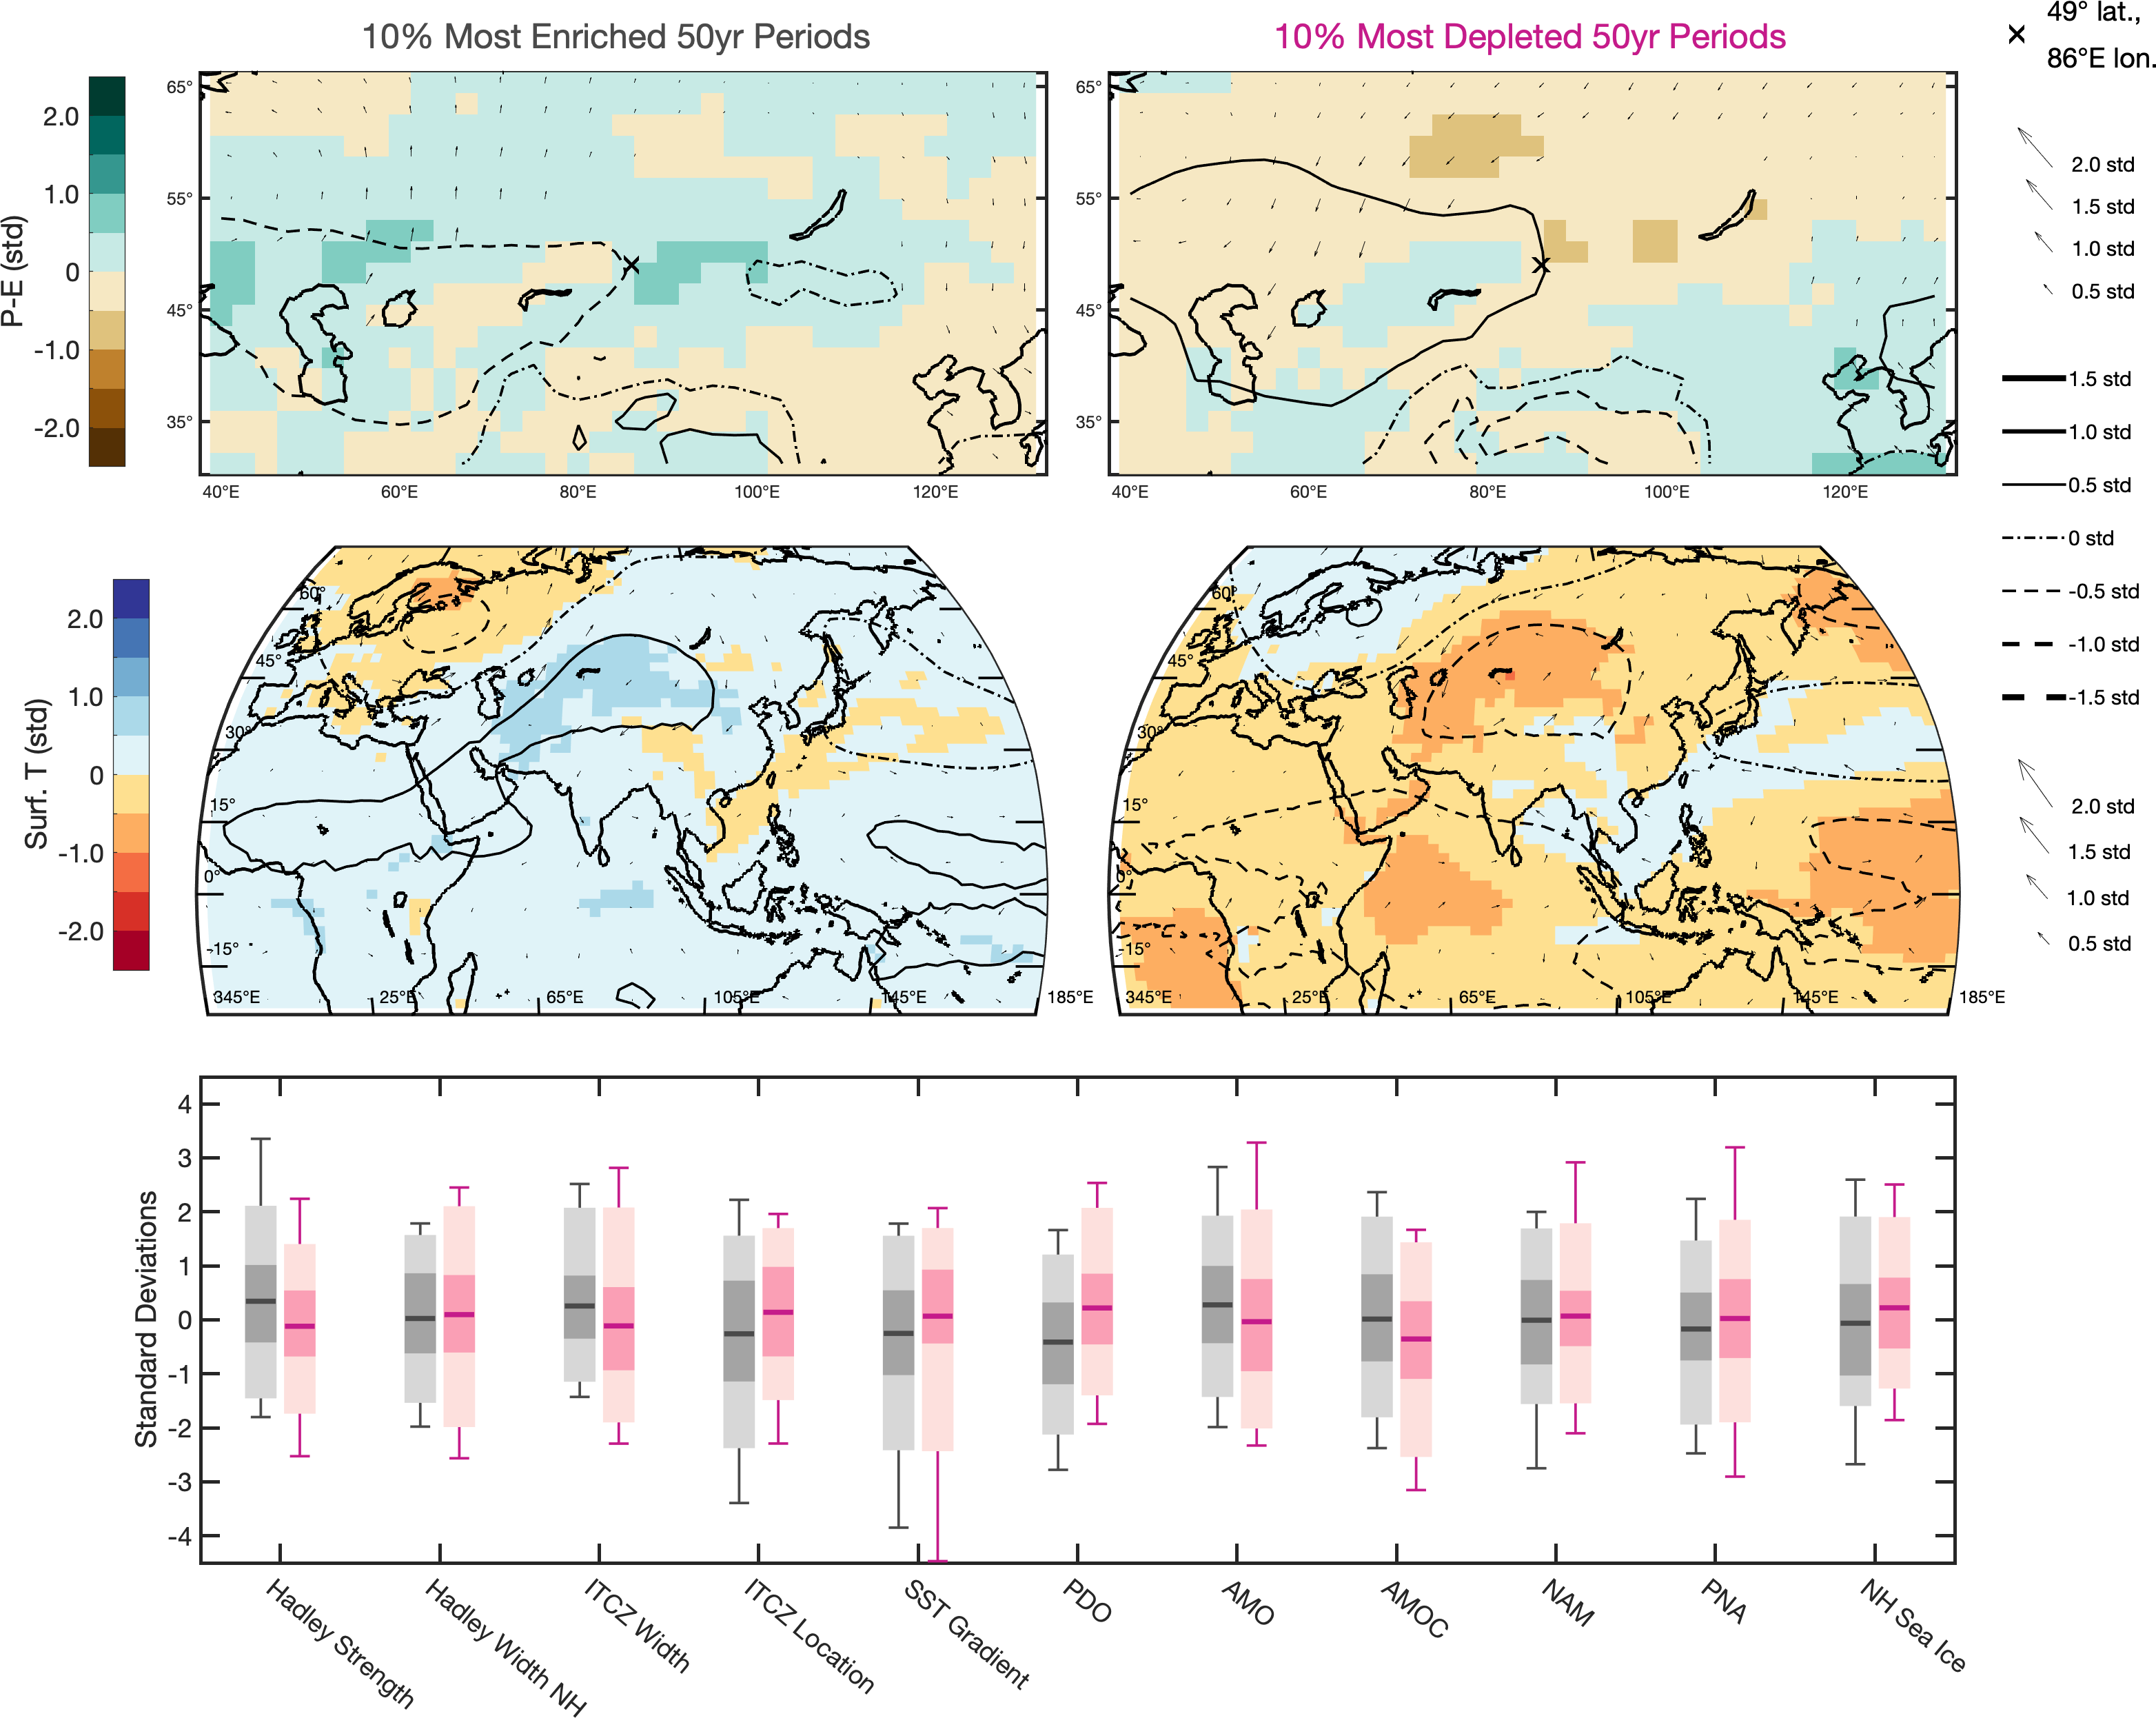 10% Most Enriched 50yr Periods
10% Most Depleted 50yr Periods
49° lat.,
86°E lon.
P-E (std)
2.0
1.0
0
-1.0
-2.0
65°
55°
45°
35°
40°E 60°E 80°E 100°E 120°E
65°
55°
45°
35°
40°E 60°E 80°E 100°E 120°E
2.0 std
1.5 std
1.0 std
0.5 std
1.5 std
1.0 std
0.5 std
0 std
-0.5 std
-1.0 std
-1.5 std
Surf. T (std)
2.0
1.0
0
-1.0
-2.0
60°
45°
30°
15°
0°
-15°
345°E 25°E 65°E 105°E 145°E 185°E
60°
45°
30°
15°
0°
-15°
345°E 25°E 65°E 105°E 145°E 185°E
2.0 std
1.5 std
1.0 std
0.5 std
Standard Deviations
4
3
2
1
0
-1
-2
-3
-4
Hadley Strength
Hadley Width NH
ITCZ Width
ITCZ Location
SST Gradient
PDO
AMO
AMOC
NAM
PNA
NH Sea Ice